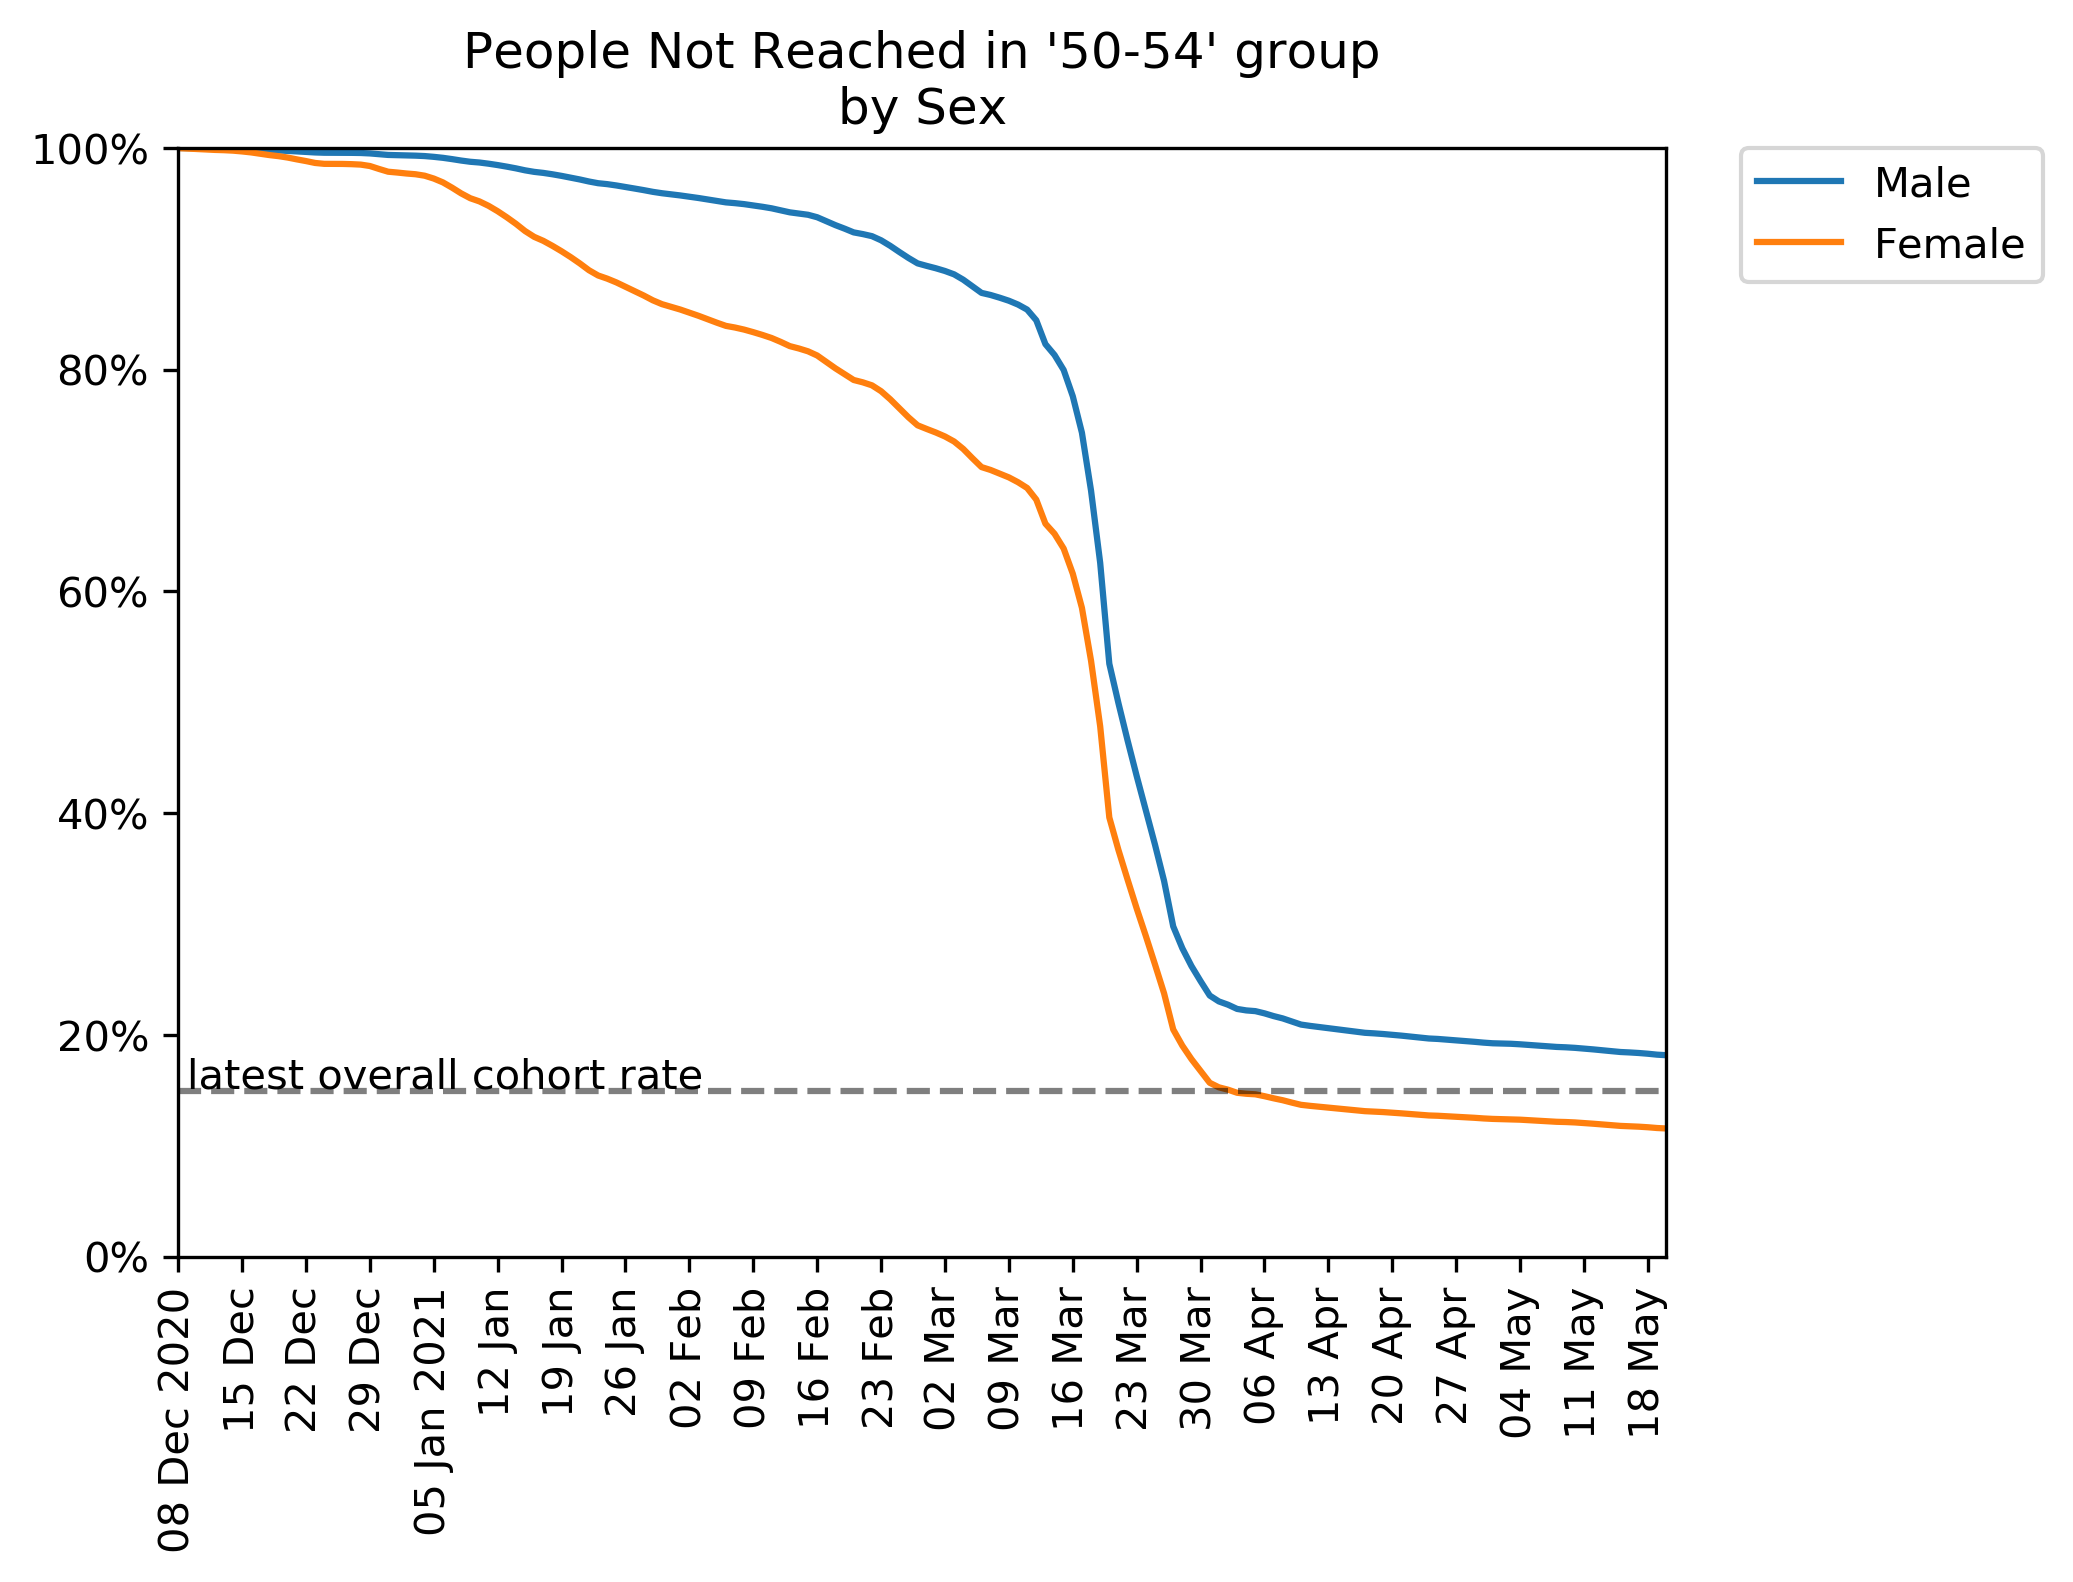 People Not Reached in '50-54' group
by Sex
100%
80%
60%
40%
20%
0%
latest overall cohort rate
Male
Female
08 Dec 2020
15 Dec
22 Dec
29 Dec
05 Jan 2021
12 Jan
19 Jan
26 Jan
02 Feb
09 Feb
16 Feb
23 Feb
02 Mar
09 Mar
16 Mar
23 Mar
30 Mar
06 Apr
13 Apr
20 Apr
27 Apr
04 May
11 May
18 May